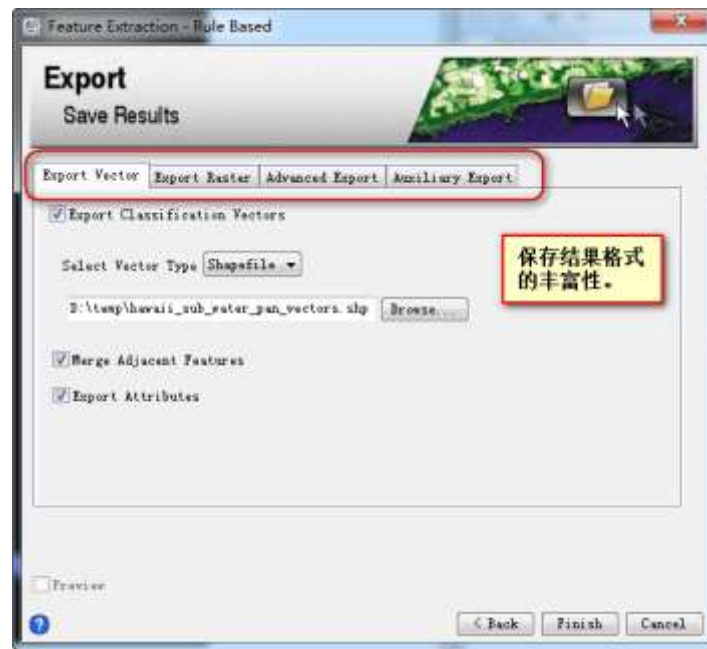 Feature Extraction - Rule Based
Export
Save Results
Export Vector Export Raster Advanced Export Auxiliary Export
Export Classification Vectors
Select Vector Type Shapefile
保存结果格式
的丰富性。
D:\temp\hawaii_sub_water_pan_vectors.shp Browse...
Merge Adjacent Features
Export Attributes
Preview
? < Back Finish Cancel